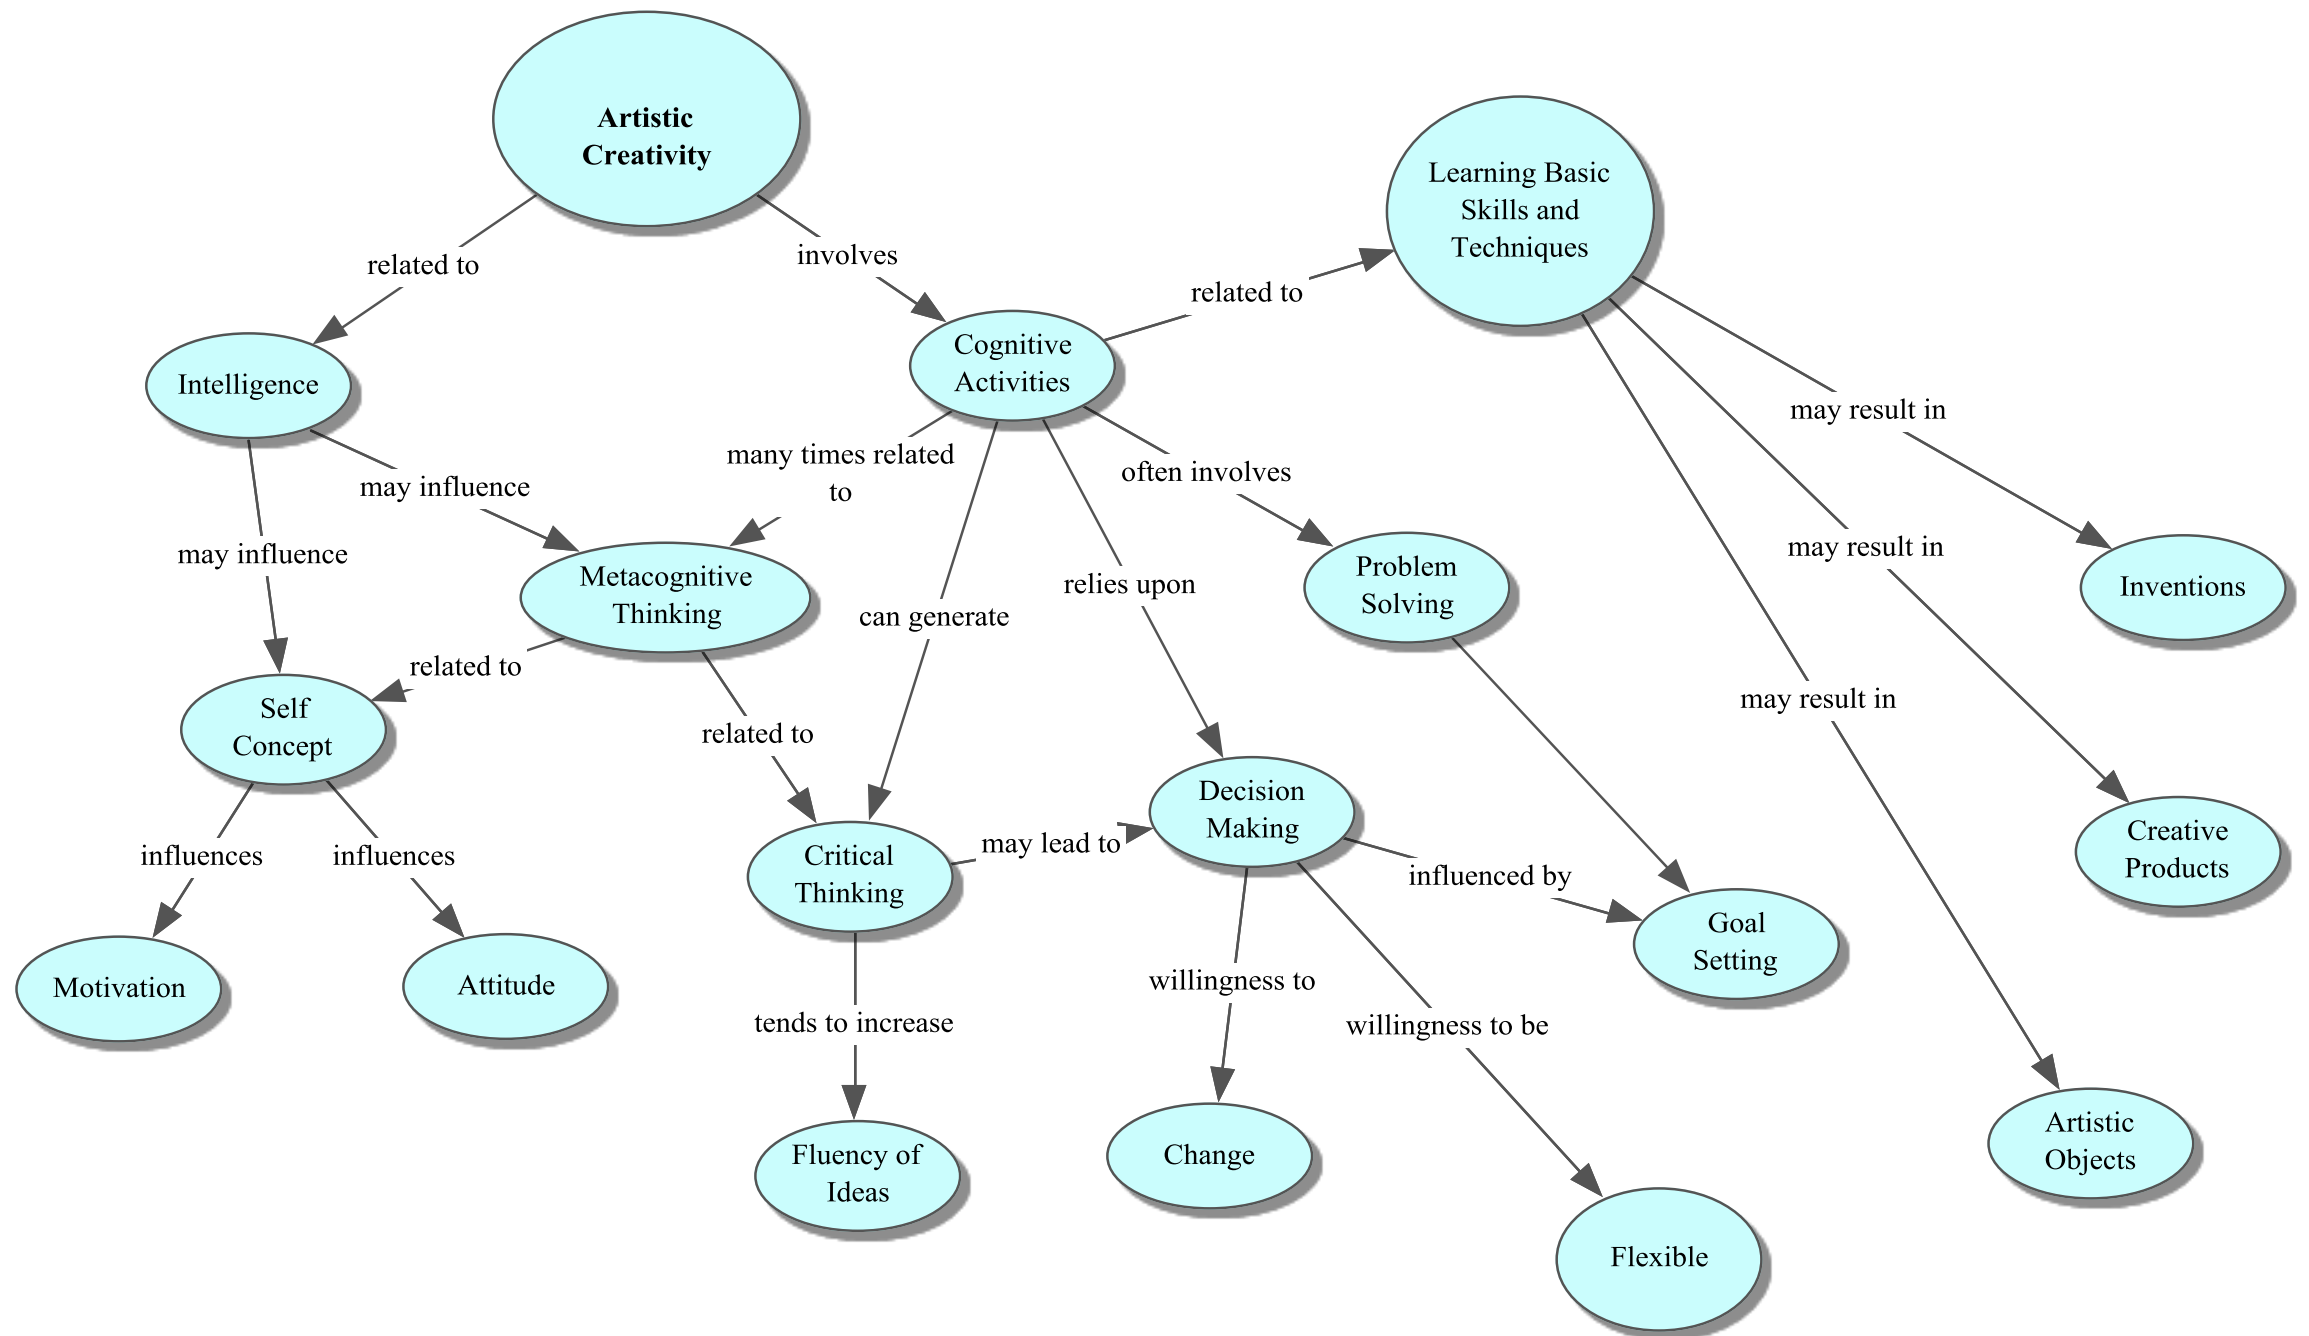 Artistic
Creativity
Learning Basic
Skills and
Techniques
related to
involves
related to
Intelligence
Cognitive
Activities
may result in
may influence
many times related
to
often involves
may result in
may influence
Metacognitive
Thinking
can generate
relies upon
Problem
Solving
Inventions
related to
may result in
Self
Concept
related to
Decision
Making
Creative
Products
influences
influences
Critical
Thinking
may lead to
influenced by
Goal
Setting
Motivation
Attitude
tends to increase
willingness to
willingness to be
Fluency of
Ideas
Change
Artistic
Objects
Flexible